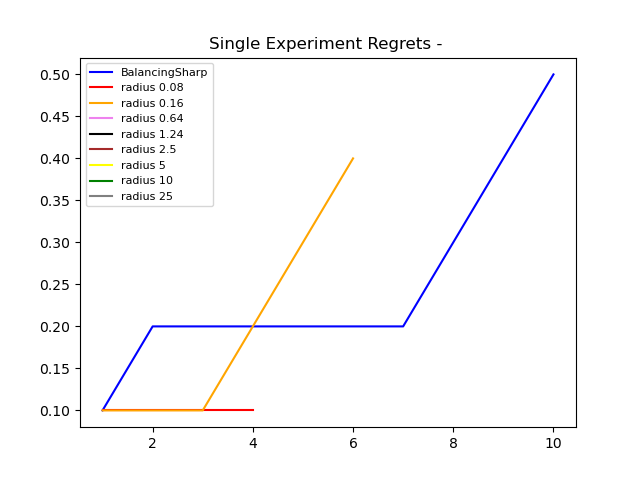 Single Experiment Regrets -
BalancingSharp
radius 0.08
radius 0.16
radius 0.64
radius 1.24
radius 2.5
radius 5
radius 10
radius 25
0.50
0.45
0.40
0.35
0.30
0.25
0.20
0.15
0.10
2 4 6 8 10